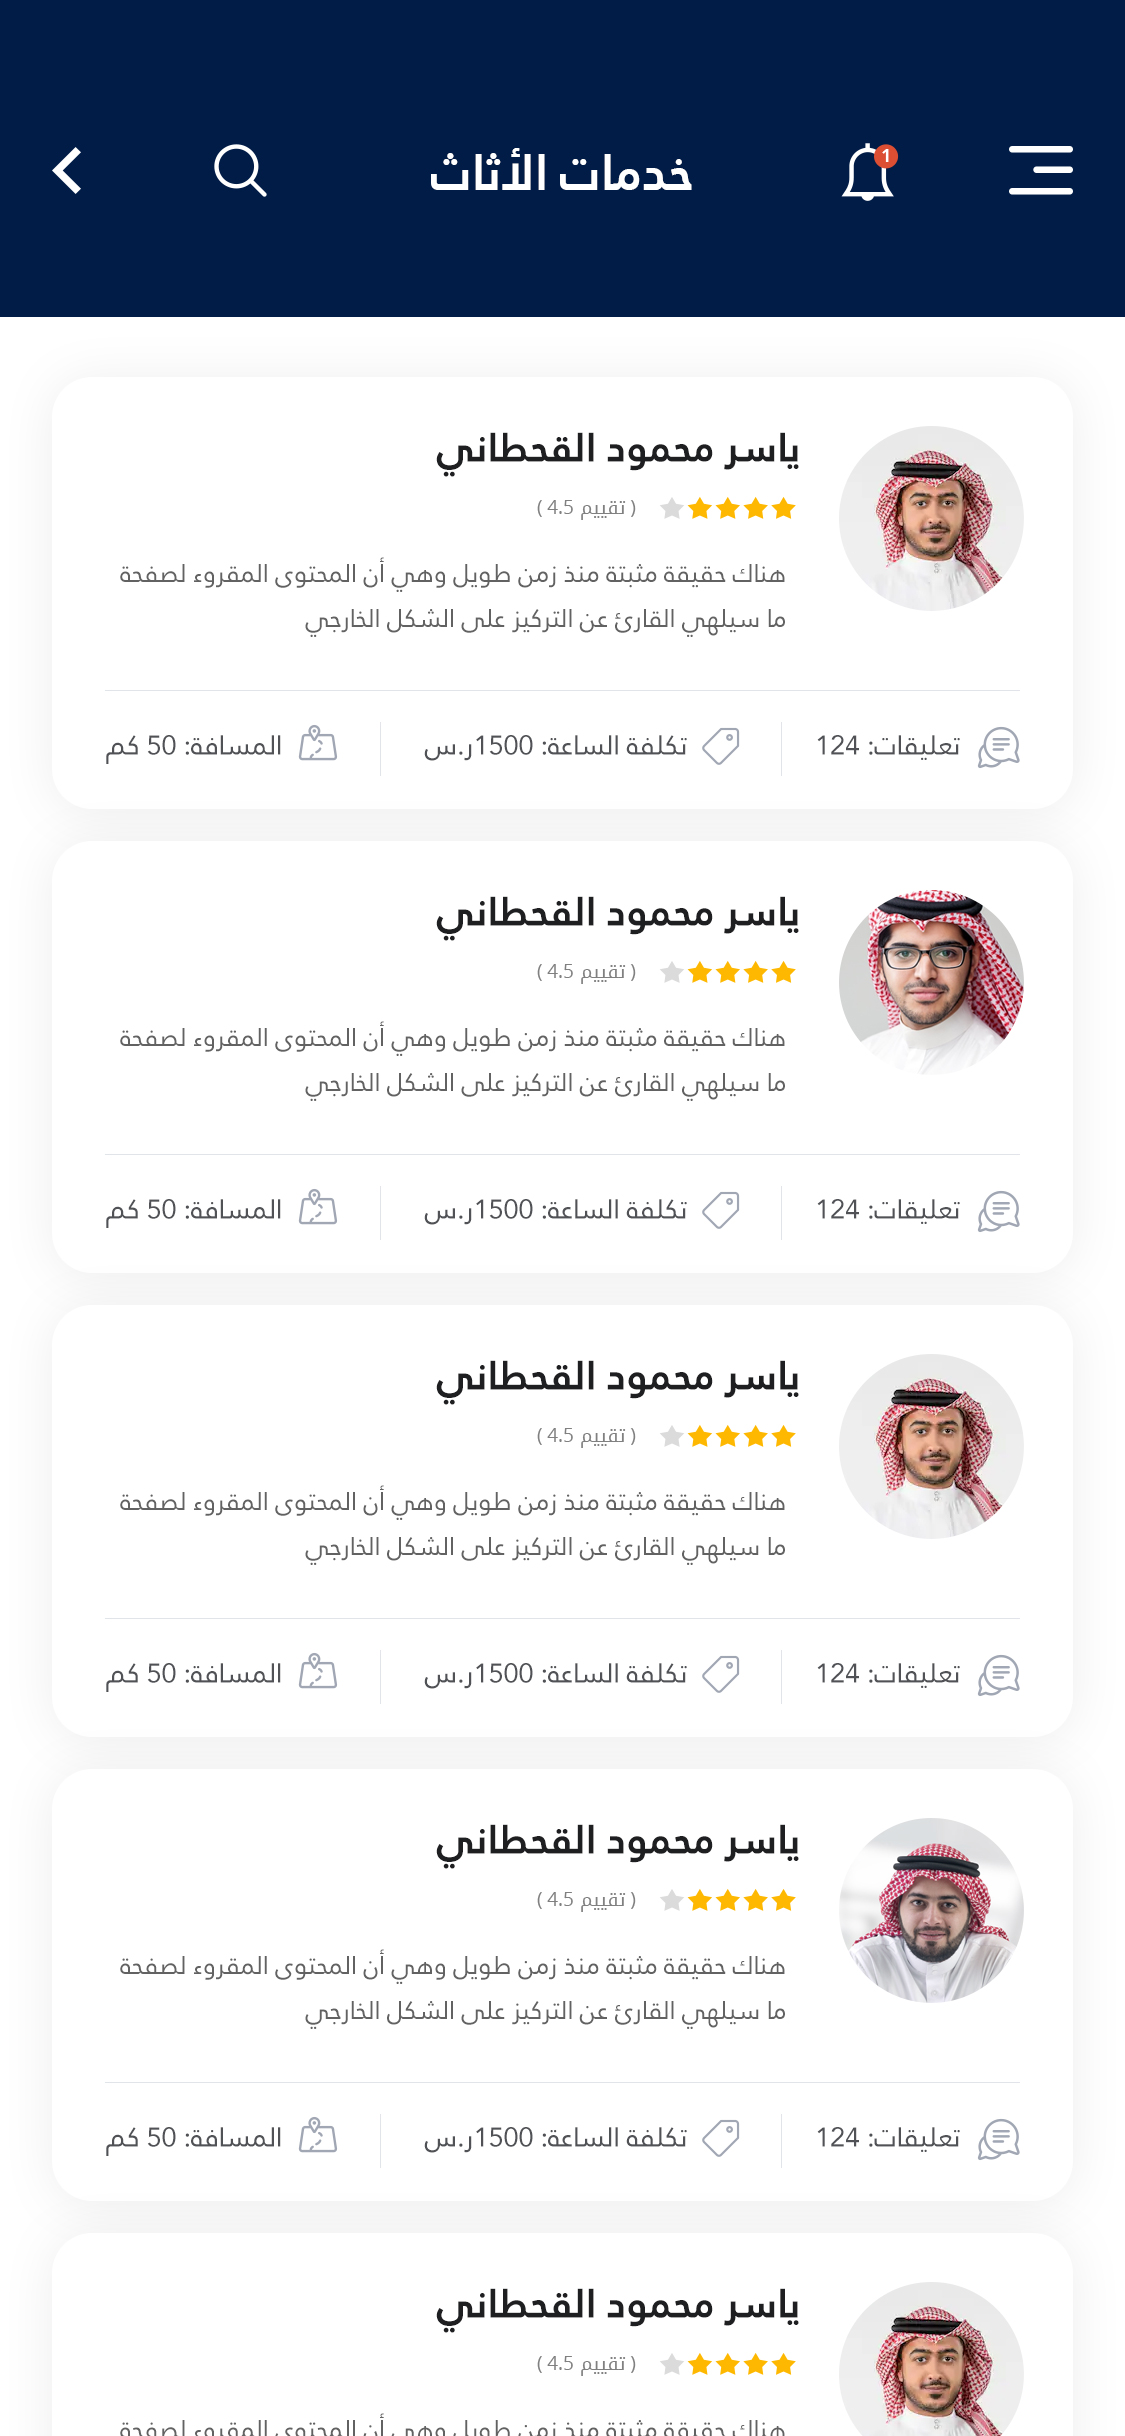 1
خدمات الأثاث
ياسر محمود القحطاني
( تقييم 4.5 )
هناك حقيقة مثبتة منذ زمن طويل وهي أن المحتوى المقروء لصفحة
ما سيلهي القارئ عن التركيز على الشكل الخارجي
تعليقات: 124
تكلفة الساعة: 1500ر.س
المسافة: 50 كم
ياسر محمود القحطاني
( تقييم 4.5 )
هناك حقيقة مثبتة منذ زمن طويل وهي أن المحتوى المقروء لصفحة
ما سيلهي القارئ عن التركيز على الشكل الخارجي
تعليقات: 124
تكلفة الساعة: 1500ر.س
المسافة: 50 كم
ياسر محمود القحطاني
( تقييم 4.5 )
هناك حقيقة مثبتة منذ زمن طويل وهي أن المحتوى المقروء لصفحة
ما سيلهي القارئ عن التركيز على الشكل الخارجي
تعليقات: 124
تكلفة الساعة: 1500ر.س
المسافة: 50 كم
ياسر محمود القحطاني
( تقييم 4.5 )
هناك حقيقة مثبتة منذ زمن طويل وهي أن المحتوى المقروء لصفحة
ما سيلهي القارئ عن التركيز على الشكل الخارجي
تعليقات: 124
تكلفة الساعة: 1500ر.س
المسافة: 50 كم
ياسر محمود القحطاني
( تقييم 4.5 )
هناك حقيقة مثبتة منذ زمن طويل وهي أن المحتوى المقروء لصفحة